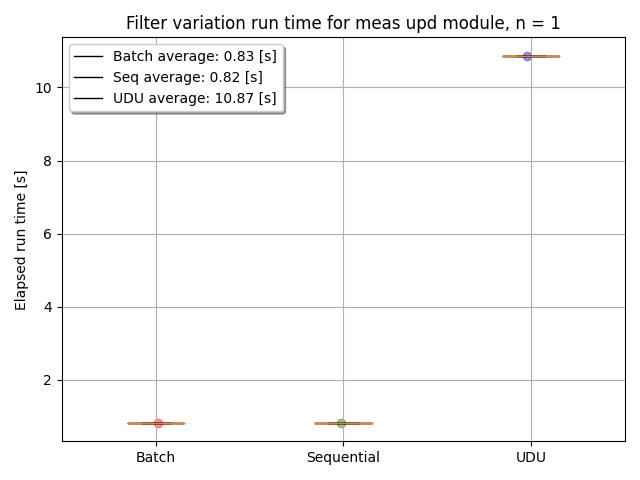 Filter variation run time for meas upd module, n = 1
Batch average: 0.83 [s]
Seq average: 0.82 [s]
UDU average: 10.87 [s]
Elapsed run time [s]
10
8
6
4
2
Batch
Sequential
UDU